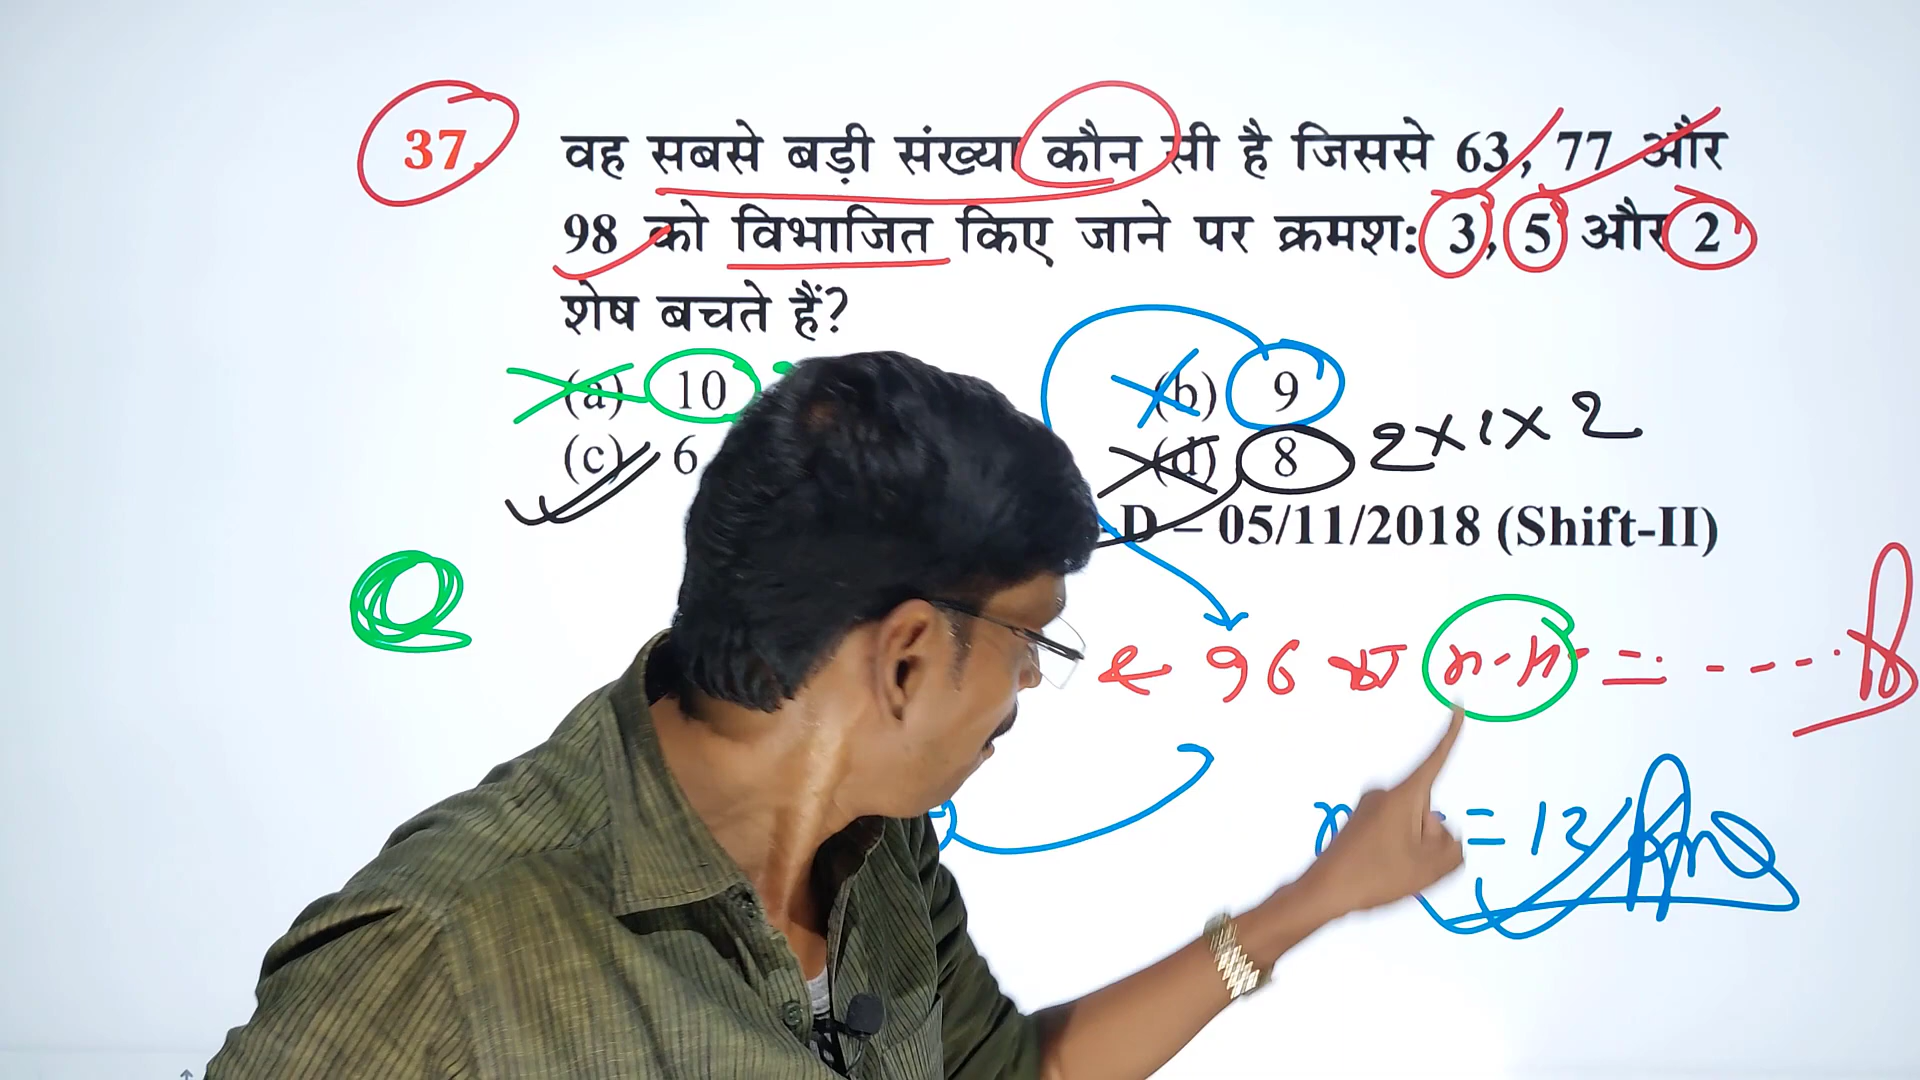 37 वह सबसे बड़ी संख्या कौन सी है जिससे 63, 77 और
98 को विभाजित किए जाने पर क्रमश: 3, 5 और 2
शेष बचते हैं?
(a) 10 (b) 9
(c) 6 (d) 8 2×1×2
D – 05/11/2018 (Shift-II)
96
= 12